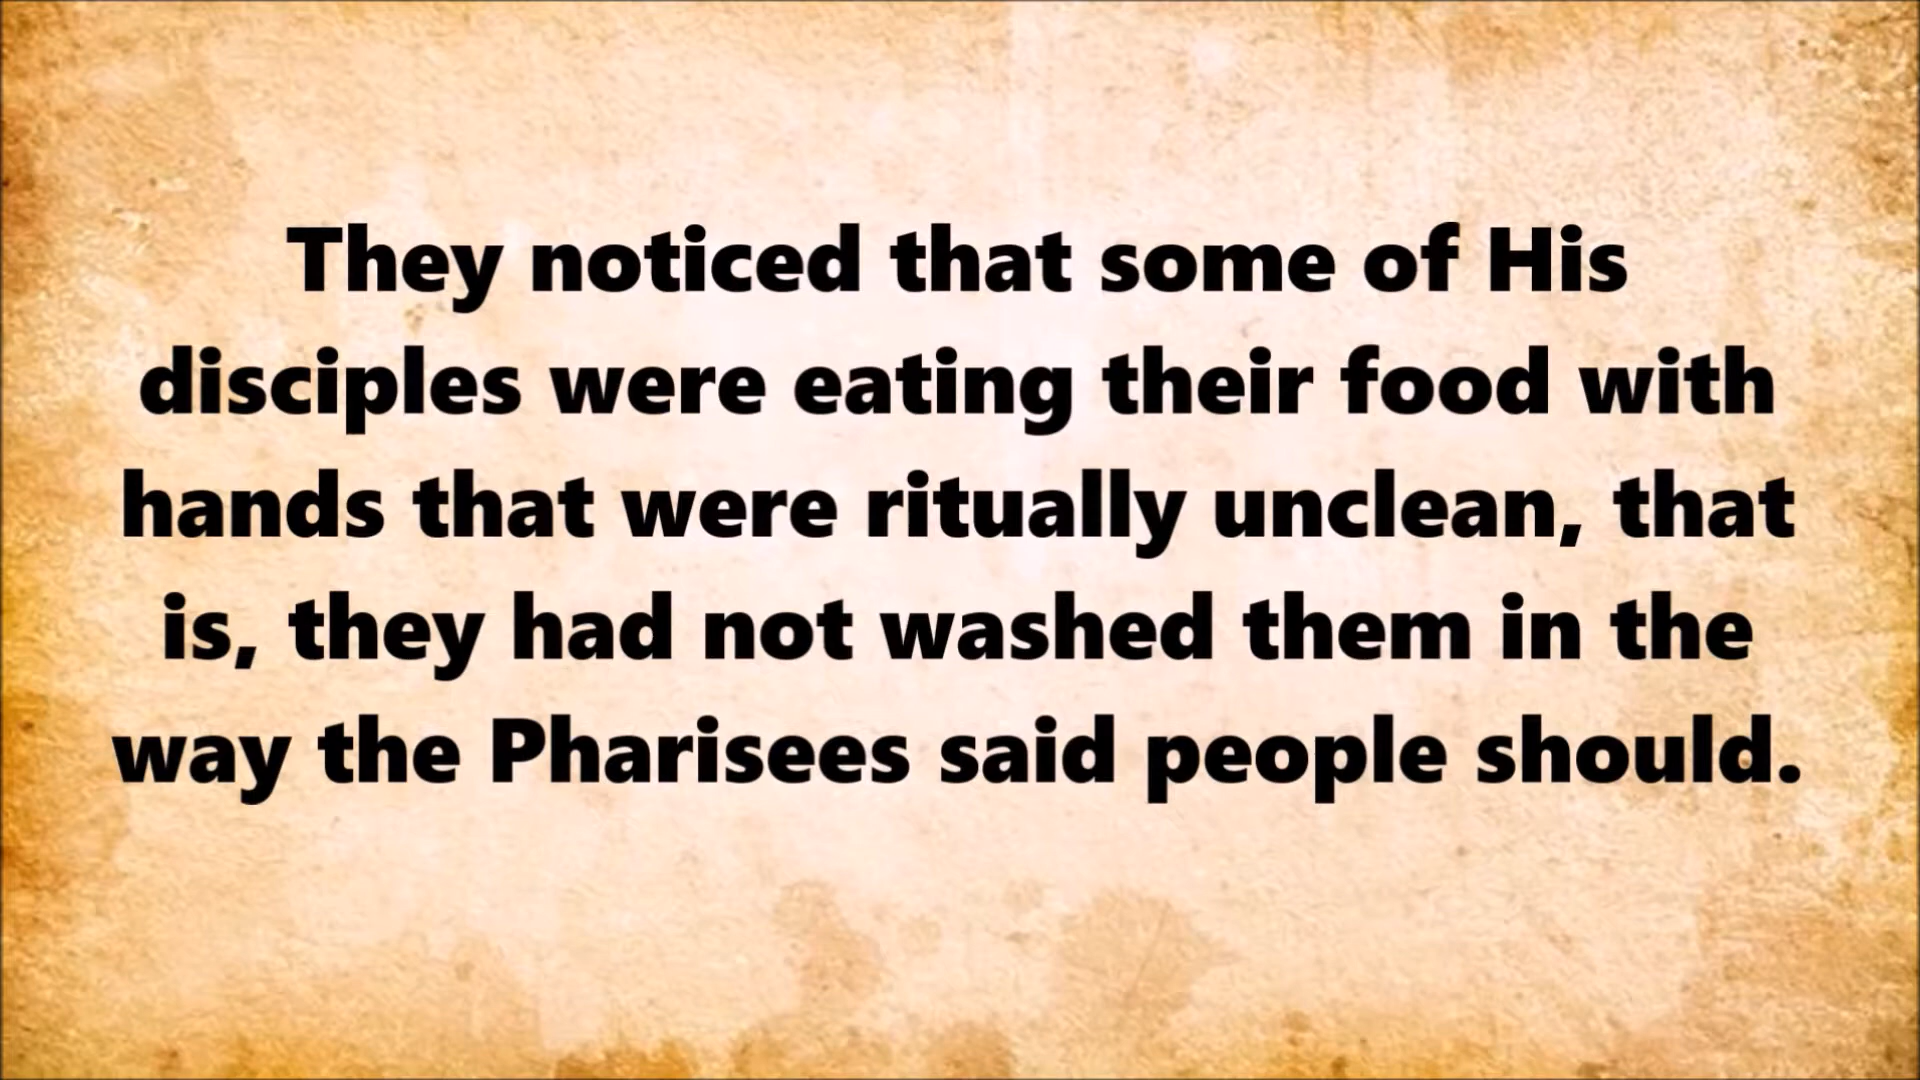 They noticed that some of His
disciples were eating their food with
hands that were ritually unclean, that
is, they had not washed them in the
way the Pharisees said people should.